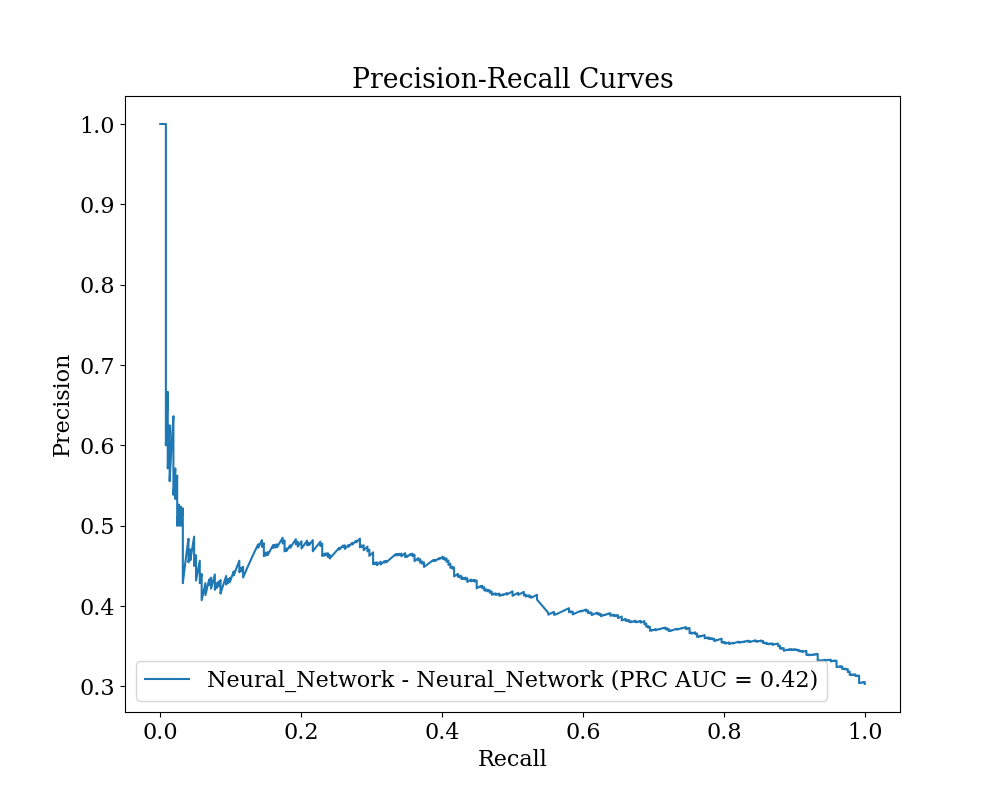 Precision-Recall Curves
Precision
1.0
0.9
0.8
0.7
0.6
0.5
0.4
0.3
Neural_Network - Neural_Network (PRC AUC = 0.42)
0.0 0.2 0.4 0.6 0.8 1.0
Recall